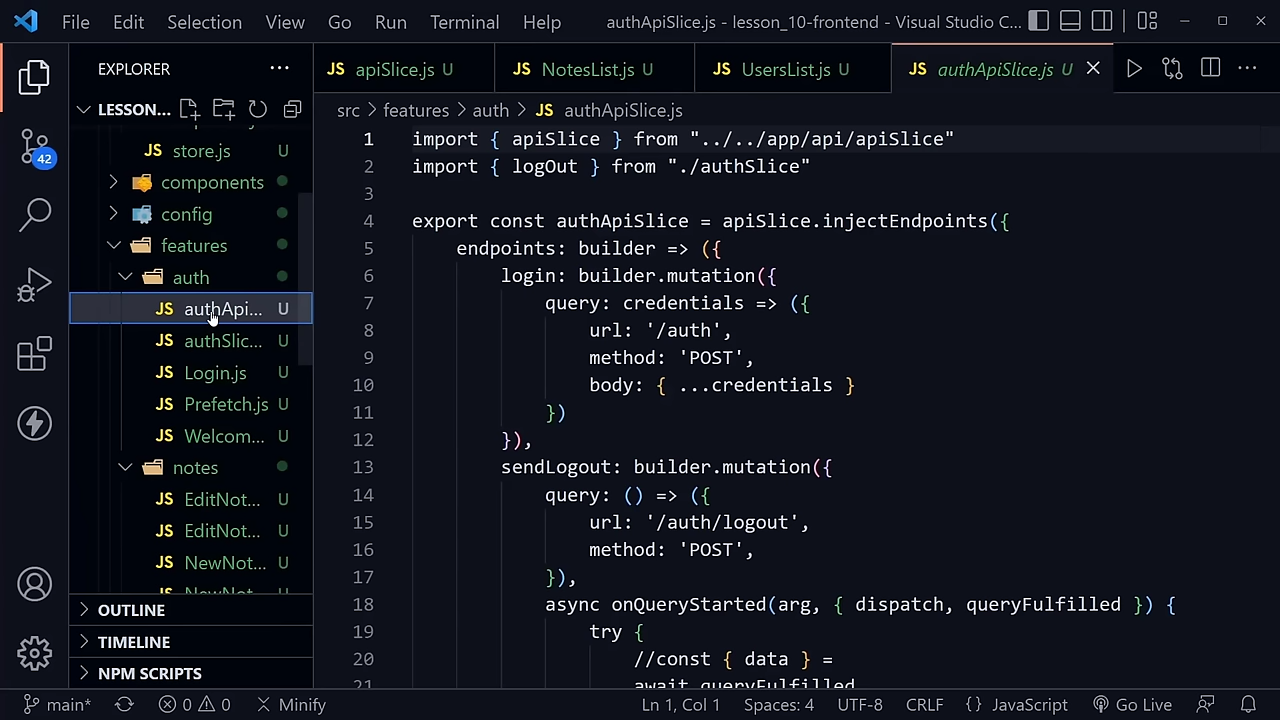 File Edit Selection View Go Run Terminal Help authApiSlice.js - lesson_10-frontend - Visual Studio C...
EXPLORER ...
JS apiSlice.js U JS NotesList.js U JS UsersList.js U JS authApiSlice.js U
LESSON...
src > features > auth > JS authApiSlice.js
JS store.js U
components
config
features
auth
JS authApi... U
JS authSlic... U
JS Login.js U
JS Prefetch.js U
JS Welcom... U
notes
JS EditNot... U
JS EditNot... U
JS NewNot... U
OUTLINE
TIMELINE
NPM SCRIPTS
42
1 import { apiSlice } from "../../app/api/apiSlice"
2 import { logOut } from "./authSlice"
3
4 export const authApiSlice = apiSlice.injectEndpoints({
5     endpoints: builder => ({
6         login: builder.mutation({
7             query: credentials => ({
8                 url: '/auth',
9                 method: 'POST',
10                 body: { ...credentials }
11             })
12         }),
13         sendLogout: builder.mutation({
14             query: () => ({
15                 url: '/auth/logout',
16                 method: 'POST',
17             }),
18             async onQueryStarted(arg, { dispatch, queryFulfilled }) {
19                 try {
20                     //const { data } =
21                     await queryFulfilled
main* 0 0 Minify Ln 1, Col 1 Spaces: 4 UTF-8 CRLF {} JavaScript Go Live